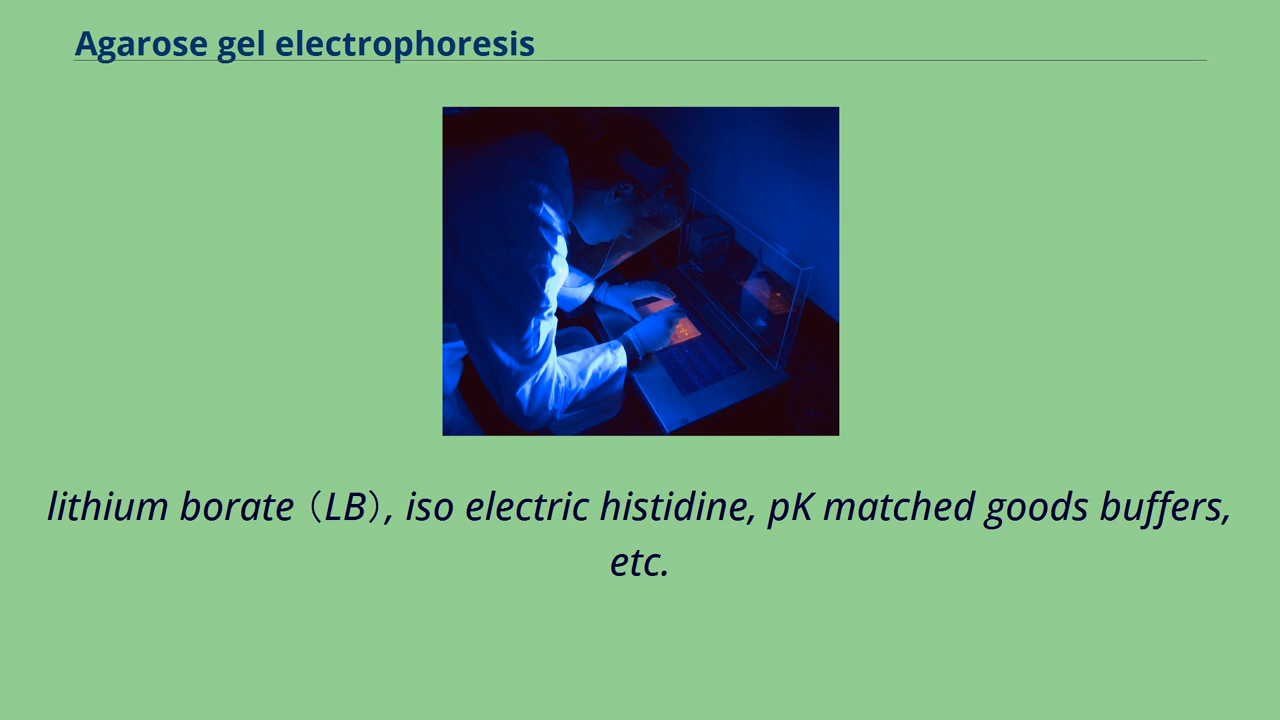 Agarose gel electrophoresis
lithium borate（LB）, iso electric histidine, pK matched goods buffers,
etc.